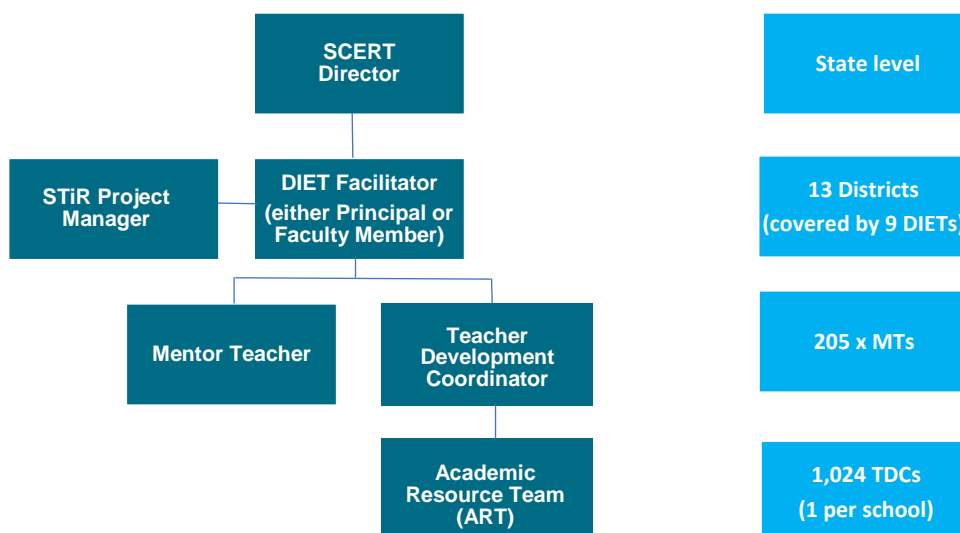 SCERT
Director
State level
STiR Project
Manager
DIET Facilitator
(either Principal or
Faculty Member)
13 Districts
(covered by 9 DIETs)
Mentor Teacher
Teacher
Development
Coordinator
205 x MTs
Academic
Resource Team
(ART)
1,024 TDCs
(1 per school)